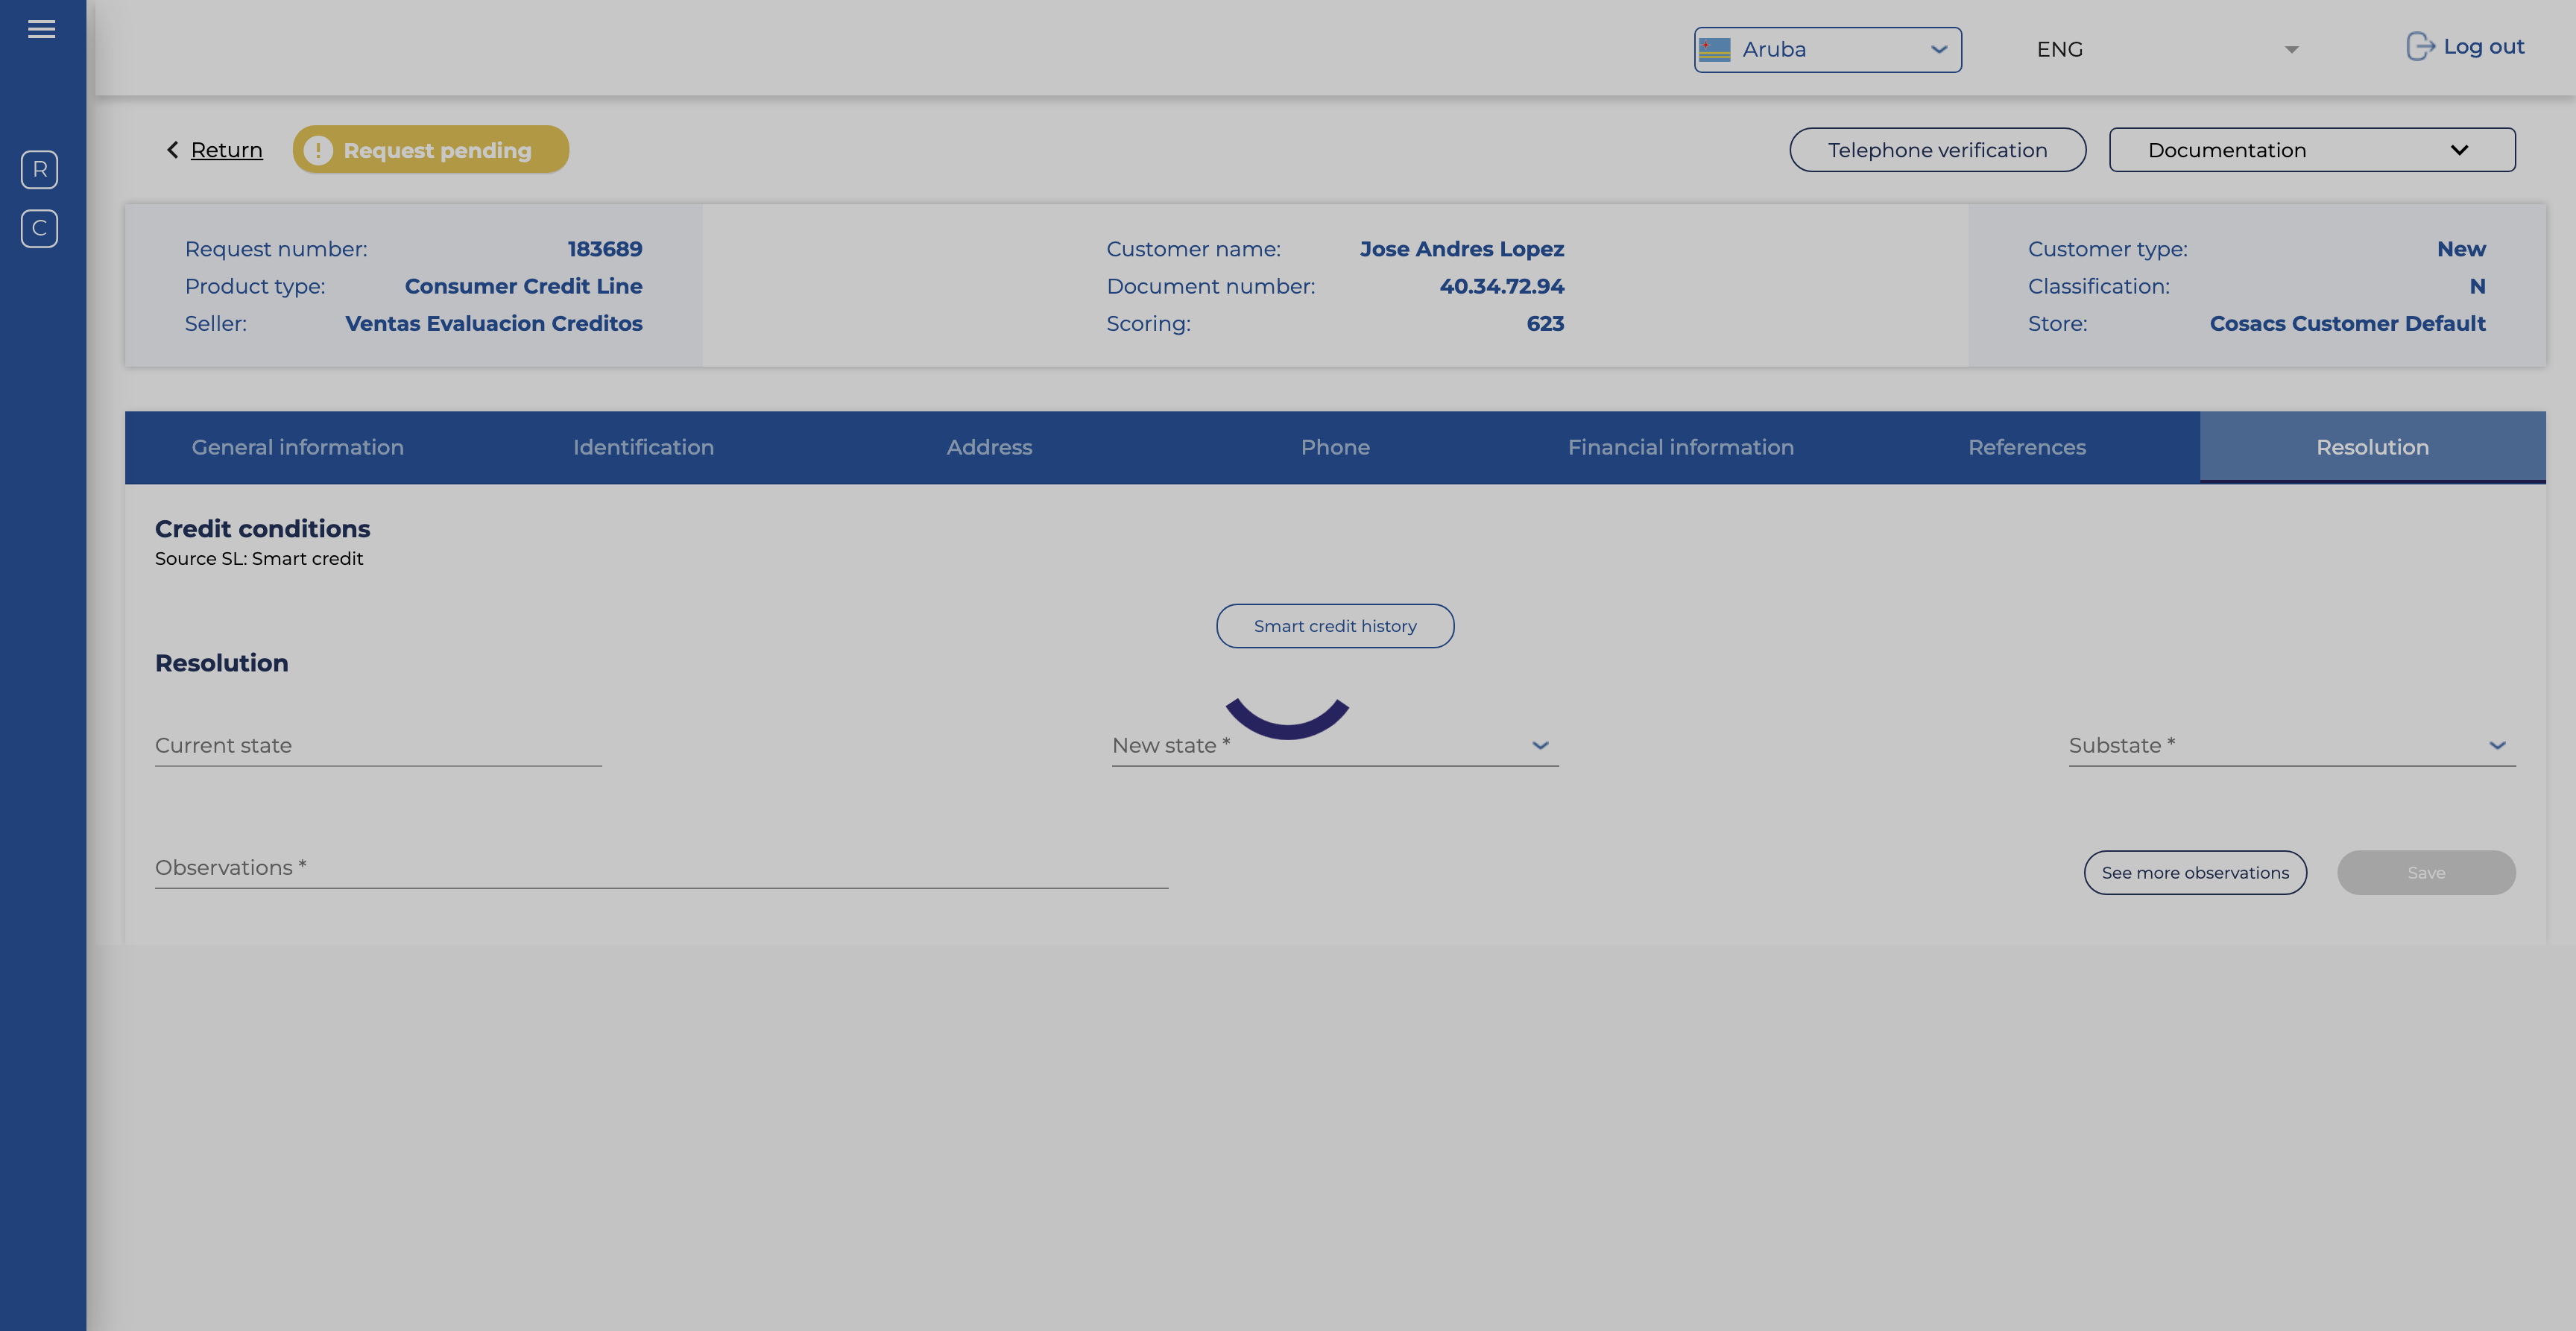 Aruba
ENG
Log out
Return
Request pending
Telephone verification
Documentation
R
C
Request number: 183689
Product type: Consumer Credit Line
Seller: Ventas Evaluacion Creditos
Customer name: Jose Andres Lopez
Document number: 40.34.72.94
Scoring: 623
Customer type: New
Classification: N
Store: Cosacs Customer Default
General information
Identification
Address
Phone
Financial information
References
Resolution
Credit conditions
Source SL: Smart credit
Smart credit history
Resolution
Current state
New state *
Substate *
Observations *
See more observations
Save